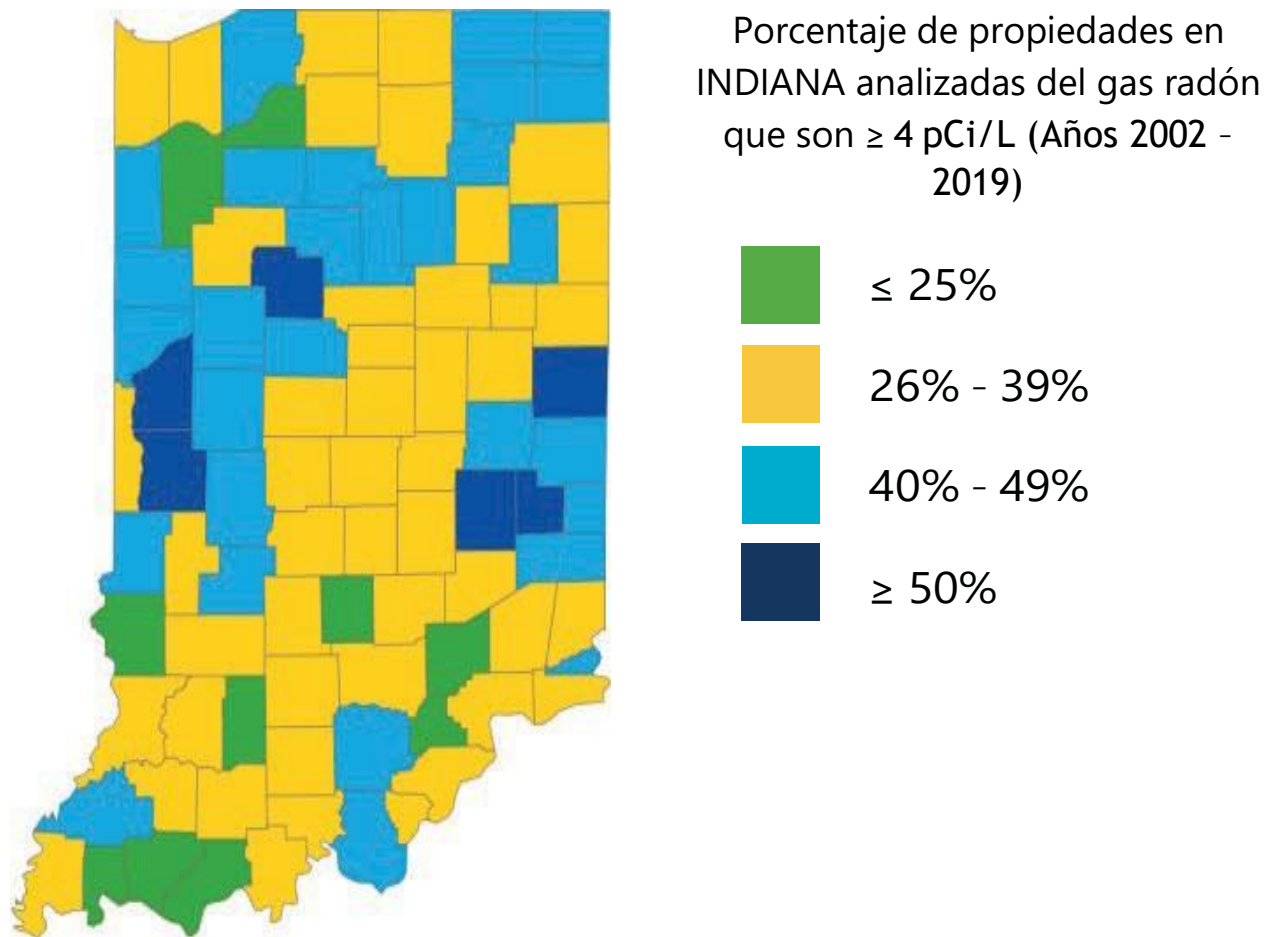 Porcentaje de propiedades en
INDIANA analizadas del gas radón
que son ≥ 4 pCi/L (Años 2002 -
2019)
≤ 25%
26% - 39%
40% - 49%
≥ 50%